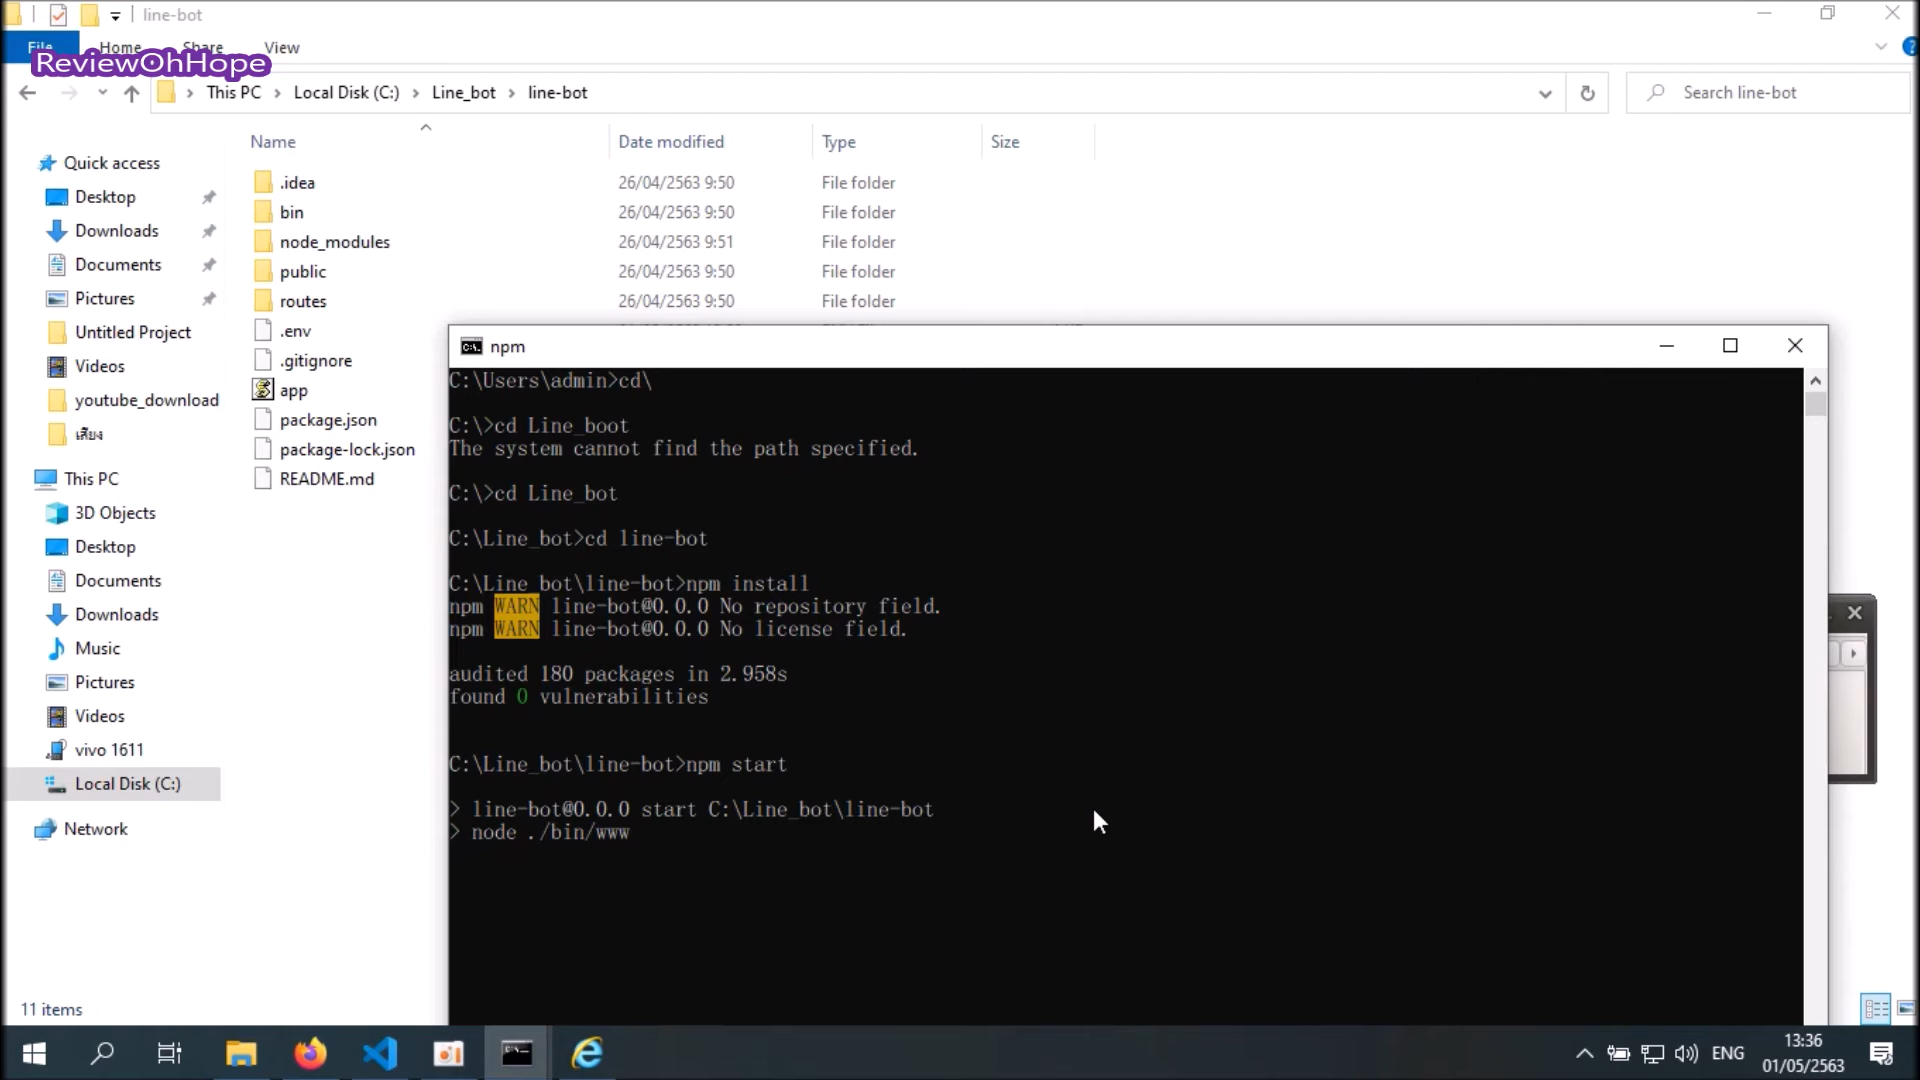 line-bot
File Home Share View
ReviewOhHope
This PC Local Disk (C:) Line_bot line-bot
Search line-bot
Name Date modified Type Size
Quick access
Desktop
Downloads
Documents
Pictures
Untitled Project
Videos
youtube_download
เสียง
This PC
3D Objects
Desktop
Documents
Downloads
Music
Pictures
Videos
vivo 1611
Local Disk (C:)
Network
.idea 26/04/2563 9:50 File folder
bin 26/04/2563 9:50 File folder
node_modules 26/04/2563 9:51 File folder
public 26/04/2563 9:50 File folder
routes 26/04/2563 9:50 File folder
.env
.gitignore
app
package.json
package-lock.json
README.md
npm
C:\Users\admin>cd\
C:\>cd Line_boot
The system cannot find the path specified.
C:\>cd Line_bot
C:\Line_bot>cd line-bot
C:\Line_bot\line-bot>npm install
npm WARN line-bot@0.0.0 No repository field.
npm WARN line-bot@0.0.0 No license field.
audited 180 packages in 2.958s
found 0 vulnerabilities
C:\Line_bot\line-bot>npm start
> line-bot@0.0.0 start C:\Line_bot\line-bot
> node ./bin/www
11 items
ENG
13:36
01/05/2563